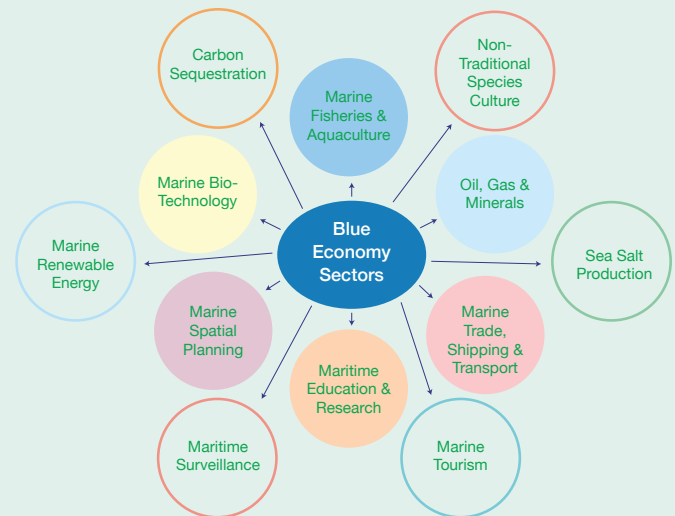 Carbon
Sequestration
Marine
Fisheries &
Aquaculture
Non-
Traditional
Species
Culture
Marine Bio-
Technology
Oil, Gas &
Minerals
Blue
Economy
Sectors
Marine
Renewable
Energy
Sea Salt
Production
Marine
Spatial
Planning
Marine
Trade,
Shipping &
Transport
Maritime
Education &
Research
Maritime
Surveillance
Marine
Tourism